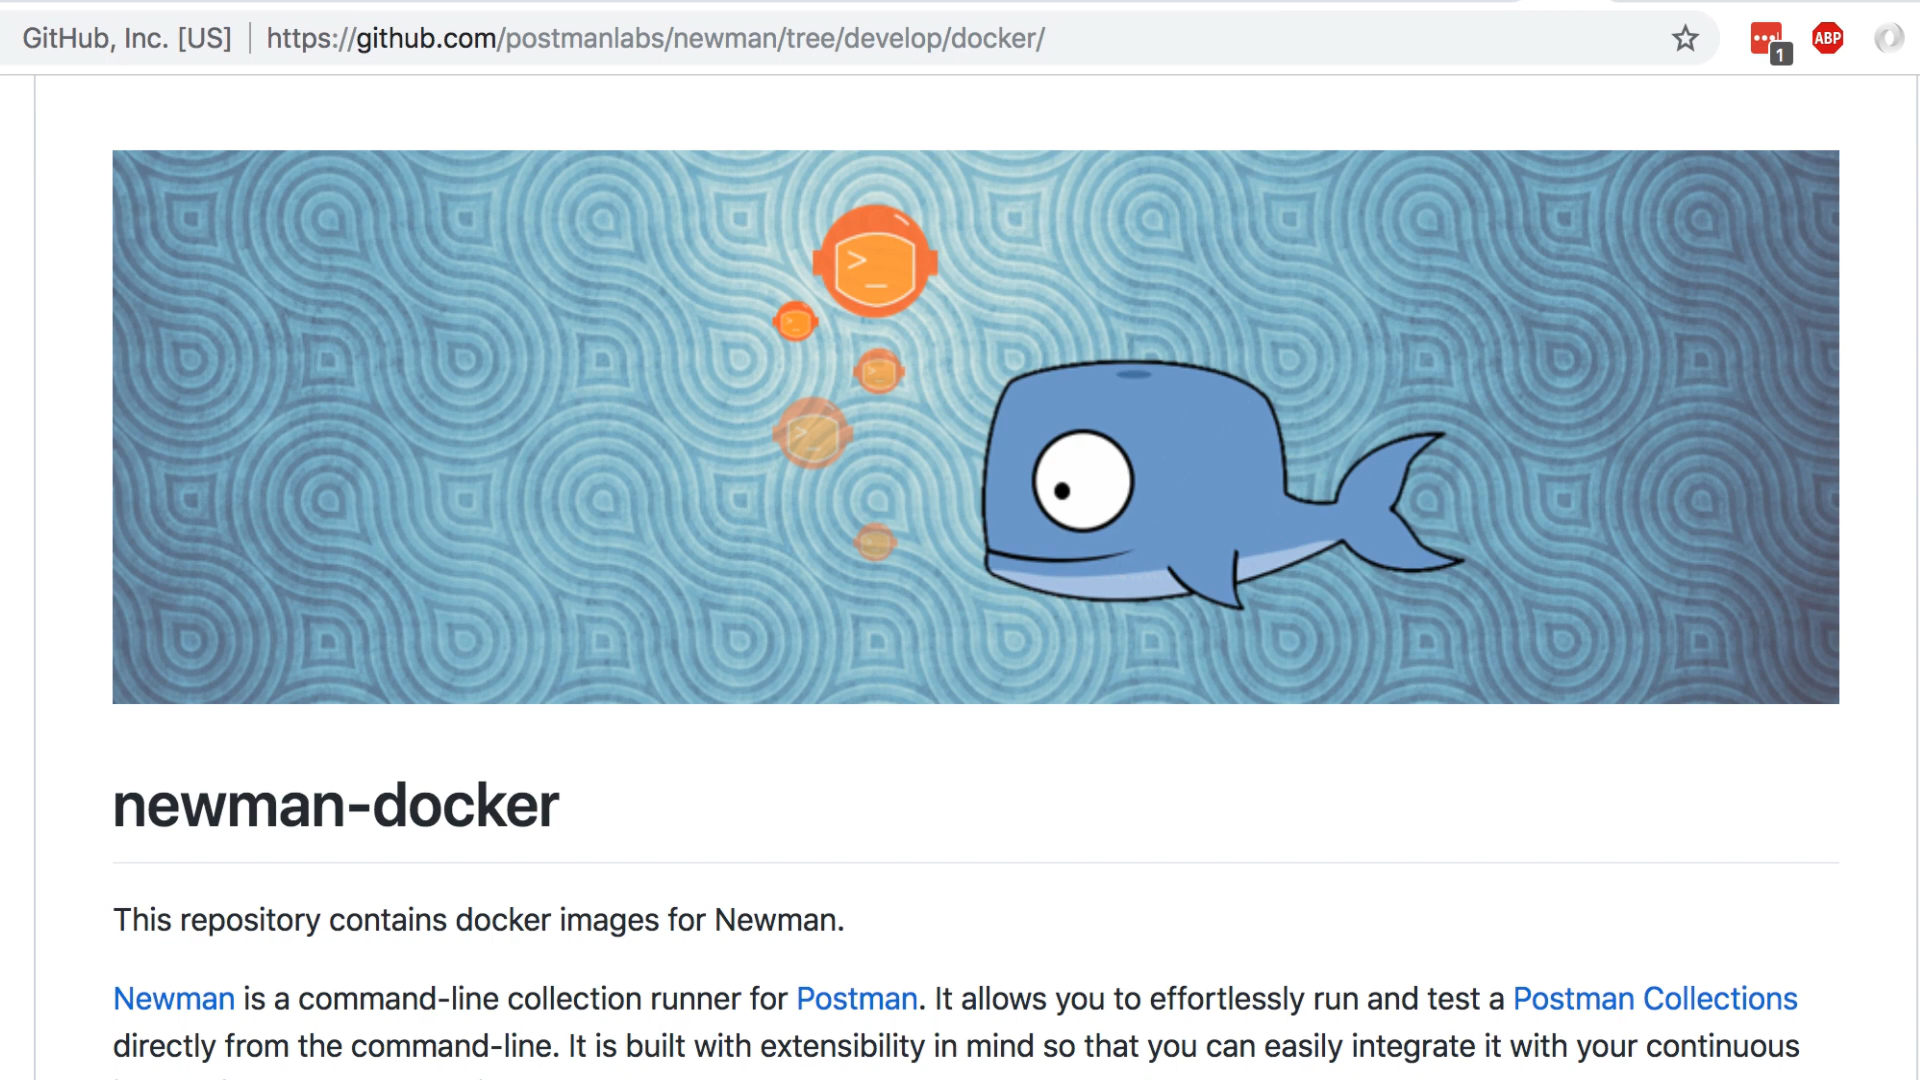 GitHub, Inc. [US] https://github.com/postmanlabs/newman/tree/develop/docker/
1
ABP
>_
>_
>_
>_
>_
newman-docker
This repository contains docker images for Newman.
Newman is a command-line collection runner for Postman. It allows you to effortlessly run and test a Postman Collections
directly from the command-line. It is built with extensibility in mind so that you can easily integrate it with your continuous